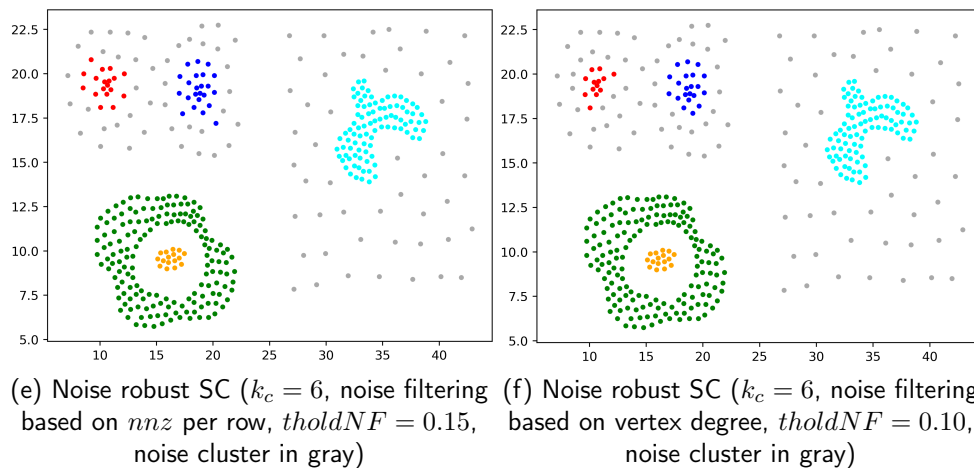 22.5
20.0
17.5
15.0
12.5
10.0
7.5
5.0
10 15 20 25 30 35 40
(e) Noise robust SC (k_c = 6, noise filtering
based on nnz per row, tholdNF = 0.15,
noise cluster in gray)
22.5
20.0
17.5
15.0
12.5
10.0
7.5
5.0
10 15 20 25 30 35 40
(f) Noise robust SC (k_c = 6, noise filtering
based on vertex degree, tholdNF = 0.10,
noise cluster in gray)